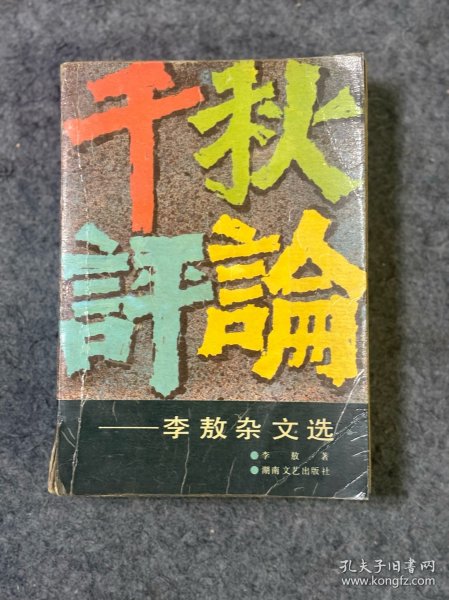 千秋
評論
——李敖杂文选
李敖 著
湖南文艺出版社
孔夫子旧书网
www.kongfz.com